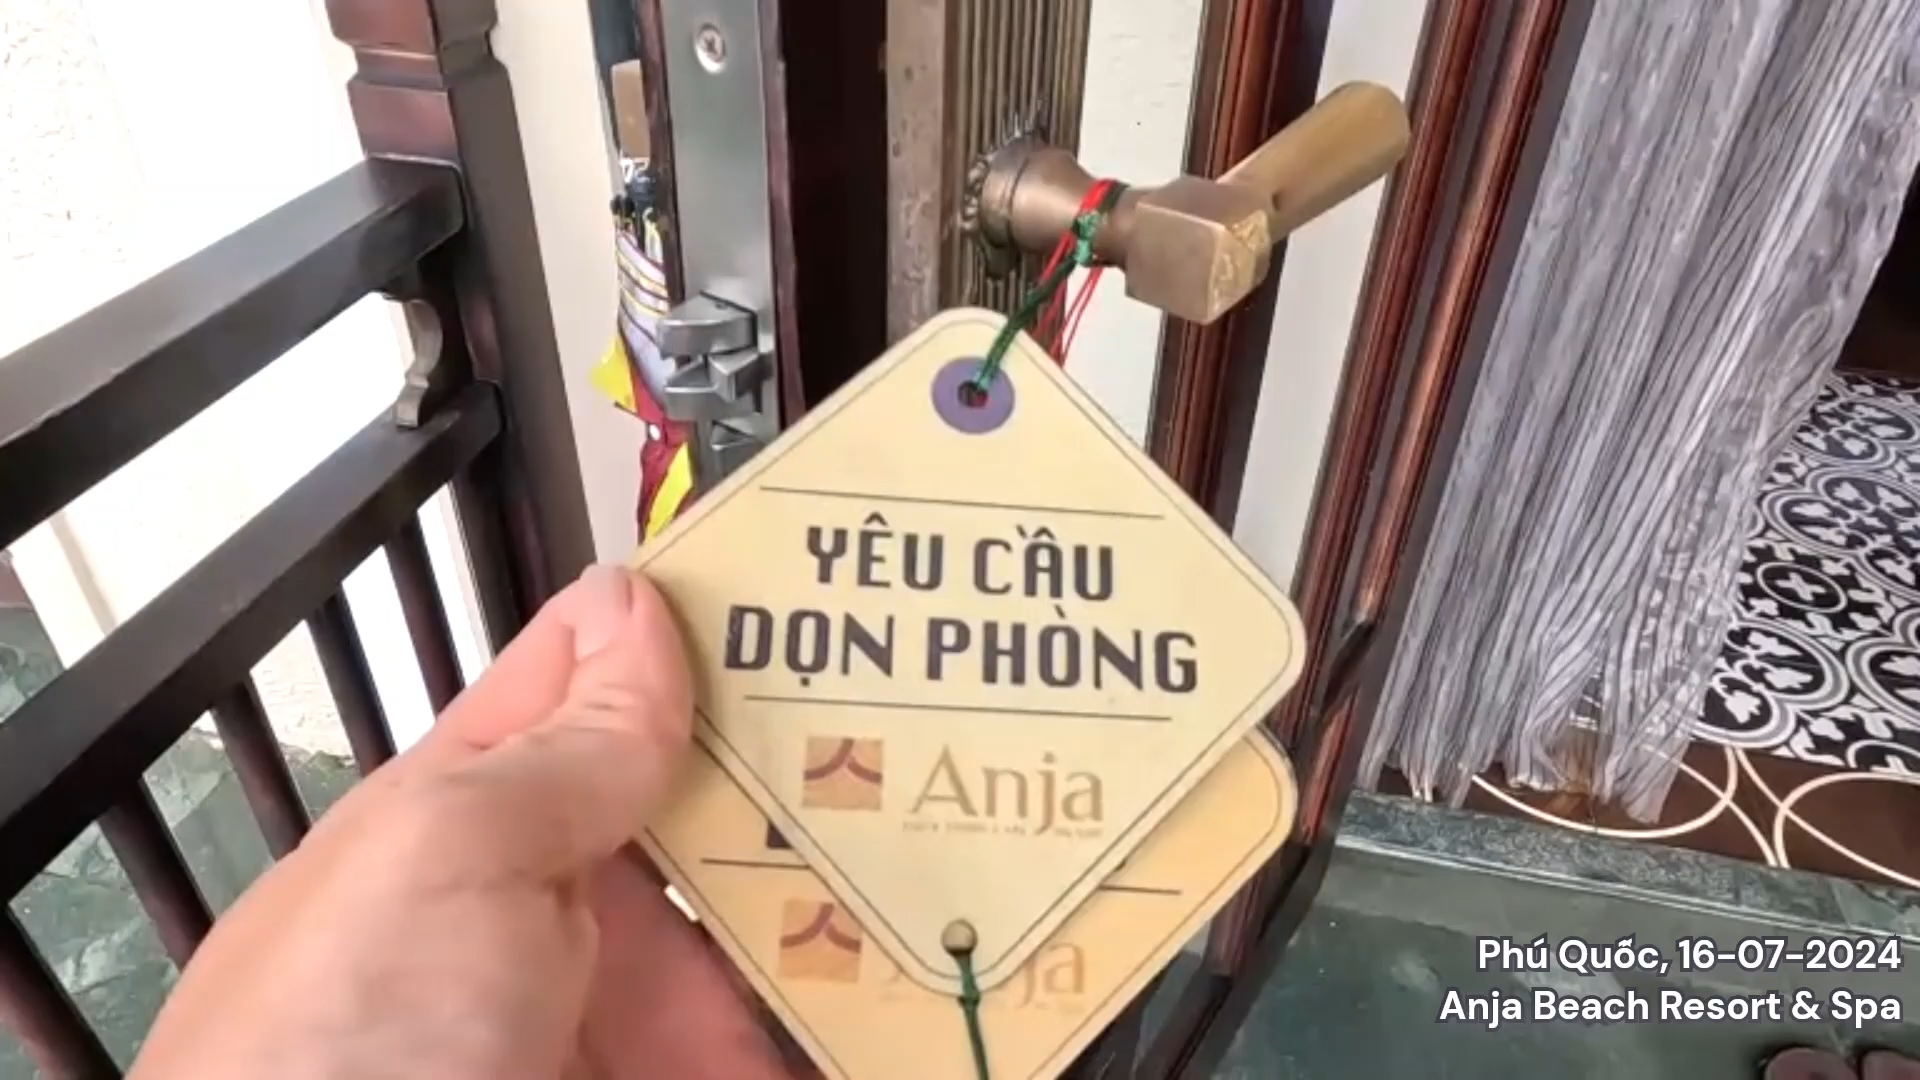 YÊU CẦU
DỌN PHÒNG
Anja
Phú Quốc, 16-07-2024
Anja Beach Resort & Spa